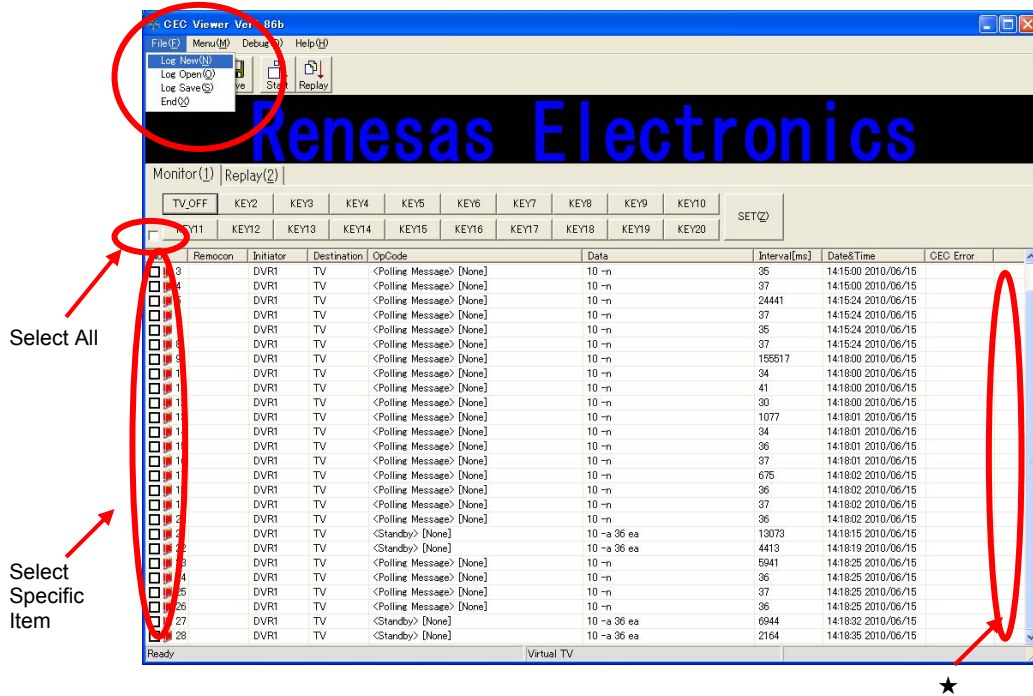 CEC Viewer Ver1.86b
File(F) Menu(M) Debug(D) Help(H)
Log New(N)
Log Open(O)
Log Save(S)
End(X)
Start Replay
Renesas Electronics
Monitor(1) Replay(2)
TV_OFF KEY2 KEY3 KEY4 KEY5 KEY6 KEY7 KEY8 KEY9 KEY10
SET(Z)
KEY11 KEY12 KEY13 KEY14 KEY15 KEY16 KEY17 KEY18 KEY19 KEY20
Remocon Initiator Destination OpCode Data Interval[ms] Date&Time CEC Error
3 DVR1 TV <Polling Message> [None] 10 -n 35 14:15:00 2010/06/15
4 DVR1 TV <Polling Message> [None] 10 -n 37 14:15:00 2010/06/15
5 DVR1 TV <Polling Message> [None] 10 -n 24441 14:15:24 2010/06/15
DVR1 TV <Polling Message> [None] 10 -n 37 14:15:24 2010/06/15
DVR1 TV <Polling Message> [None] 10 -n 35 14:15:24 2010/06/15
8 DVR1 TV <Polling Message> [None] 10 -n 37 14:15:24 2010/06/15
9 DVR1 TV <Polling Message> [None] 10 -n 155517 14:18:00 2010/06/15
DVR1 TV <Polling Message> [None] 10 -n 34 14:18:00 2010/06/15
DVR1 TV <Polling Message> [None] 10 -n 41 14:18:00 2010/06/15
DVR1 TV <Polling Message> [None] 10 -n 30 14:18:00 2010/06/15
DVR1 TV <Polling Message> [None] 10 -n 1077 14:18:01 2010/06/15
DVR1 TV <Polling Message> [None] 10 -n 34 14:18:01 2010/06/15
DVR1 TV <Polling Message> [None] 10 -n 36 14:18:01 2010/06/15
DVR1 TV <Polling Message> [None] 10 -n 37 14:18:01 2010/06/15
DVR1 TV <Polling Message> [None] 10 -n 675 14:18:02 2010/06/15
DVR1 TV <Polling Message> [None] 10 -n 36 14:18:02 2010/06/15
DVR1 TV <Polling Message> [None] 10 -n 37 14:18:02 2010/06/15
DVR1 TV <Polling Message> [None] 10 -n 36 14:18:02 2010/06/15
DVR1 TV <Standby> [None] 10 -a 36 ea 13073 14:18:15 2010/06/15
22 DVR1 TV <Standby> [None] 10 -a 36 ea 4413 14:18:19 2010/06/15
DVR1 TV <Polling Message> [None] 10 -n 5941 14:18:25 2010/06/15
DVR1 TV <Polling Message> [None] 10 -n 36 14:18:25 2010/06/15
25 DVR1 TV <Polling Message> [None] 10 -n 37 14:18:25 2010/06/15
26 DVR1 TV <Polling Message> [None] 10 -n 36 14:18:25 2010/06/15
27 DVR1 TV <Standby> [None] 10 -a 36 ea 6944 14:18:32 2010/06/15
28 DVR1 TV <Standby> [None] 10 -a 36 ea 2164 14:18:35 2010/06/15
Ready Virtual TV
Select All
Select
Specific
Item
★